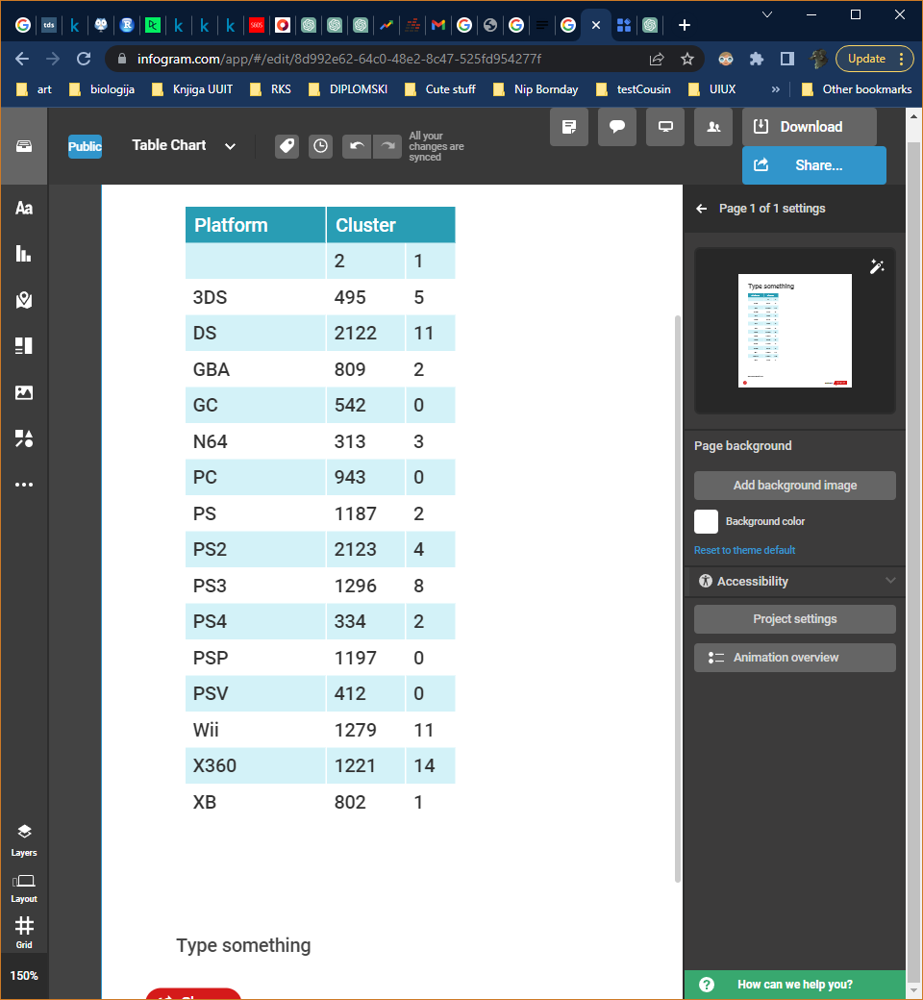 infogram.com/app/#/edit/8d992e62-64c0-48e2-8c47-525fd954277f
Update
art biologija Knjiga UUIT RKS DIPLOMSKI Cute stuff Nip Bornday testCousin UIUX » Other bookmarks
Public
Table Chart
All your
changes are
synced
Download
Share...
Aa
Page 1 of 1 settings
Platform Cluster
2 1
3DS 495 5
DS 2122 11
GBA 809 2
GC 542 0
N64 313 3
PC 943 0
PS 1187 2
PS2 2123 4
PS3 1296 8
PS4 334 2
PSP 1197 0
PSV 412 0
Wii 1279 11
X360 1221 14
XB 802 1
Type something
Type something
Page background
Add background image
Background color
Reset to theme default
Accessibility
Project settings
Animation overview
Layers
Layout
Grid
150%
How can we help you?